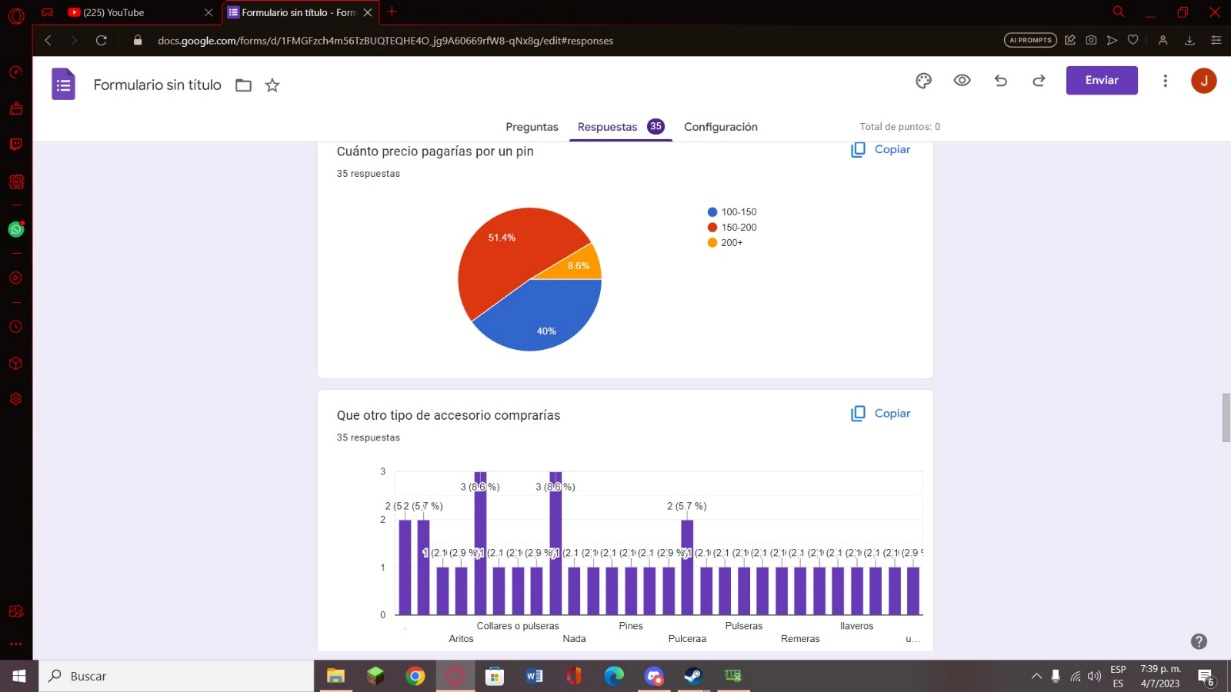 (225) YouTube
Formulario sin título - Form
docs.google.com/forms/d/1FMGFzch4m56TzBUQTEQHE4O_jg9A60669rfW8-qNx8g/edit#responses
AI PROMPTS
Formulario sin título
Enviar
J
Preguntas Respuestas 35 Configuración Total de puntos: 0
Cuánto precio pagarías por un pin
Copiar
35 respuestas
100-150
150-200
200+
51.4%
8.6%
40%
Que otro tipo de accesorio comprarías
Copiar
35 respuestas
3
3 (8.6 %) 3 (8.6 %)
2 (5.7 %) 2 (5.7 %)
2
1
0
Collares o pulseras Pines Pulseras llaveros
Aritos Nada Pulceraa Remeras u...
Buscar
ESP
ES
7:39 p. m.
4/7/2023
6